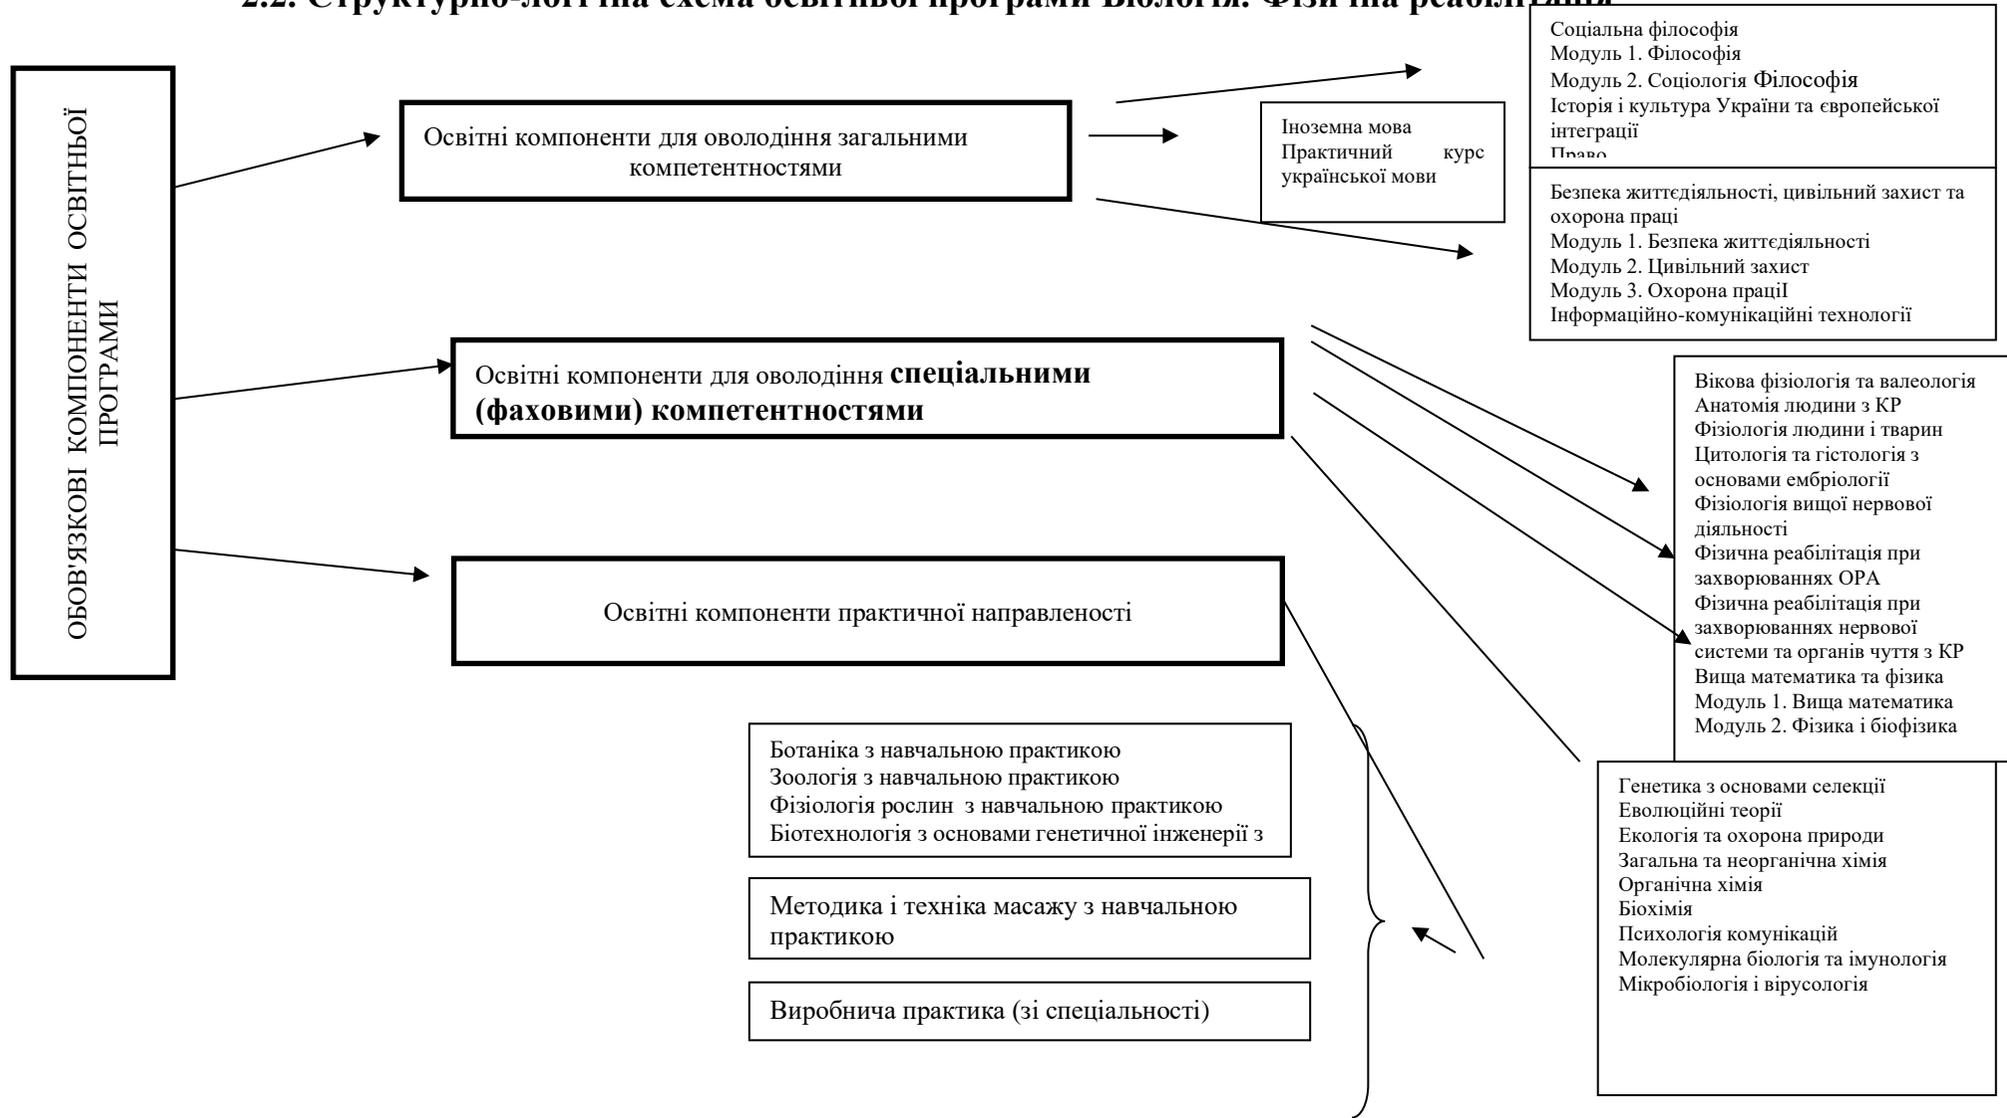 2.2. Структурно-логічна схема освітньої програми Біологія. Фізична реабілітація
ОБОВ'ЯЗКОВІ КОМПОНЕНТИ ОСВІТНЬОЇ
ПРОГРАМИ
Освітні компоненти для оволодіння загальними
компетентностями
Іноземна мова
Практичний курс
української мови
Соціальна філософія
Модуль 1. Філософія
Модуль 2. Соціологія Філософія
Історія і культура України та європейської
інтеграції
Право
Безпека життєдіяльності, цивільний захист та
охорона праці
Модуль 1. Безпека життєдіяльності
Модуль 2. Цивільний захист
Модуль 3. Охорона праціІ
Інформаційно-комунікаційні технології
Освітні компоненти для оволодіння спеціальними
(фаховими) компетентностями
Вікова фізіологія та валеологія
Анатомія людини з КР
Фізіологія людини і тварин
Цитологія та гістологія з
основами ембріології
Фізіологія вищої нервової
діяльності
Фізична реабілітація при
захворюваннях ОРА
Фізична реабілітація при
захворюваннях нервової
системи та органів чуття з КР
Вища математика та фізика
Модуль 1. Вища математика
Модуль 2. Фізика і біофізика
Освітні компоненти практичної направленості
Ботаніка з навчальною практикою
Зоологія з навчальною практикою
Фізіологія рослин з навчальною практикою
Біотехнологія з основами генетичної інженерії з
Методика і техніка масажу з навчальною
практикою
Виробнича практика (зі спеціальності)
Генетика з основами селекції
Еволюційні теорії
Екологія та охорона природи
Загальна та неорганічна хімія
Органічна хімія
Біохімія
Психологія комунікацій
Молекулярна біологія та імунологія
Мікробіологія і вірусологія